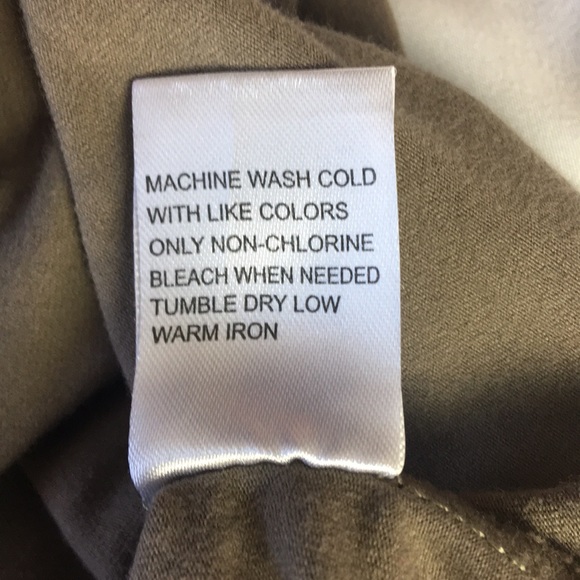 MACHINE WASH COLD
WITH LIKE COLORS
ONLY NON-CHLORINE
BLEACH WHEN NEEDED
TUMBLE DRY LOW
WARM IRON